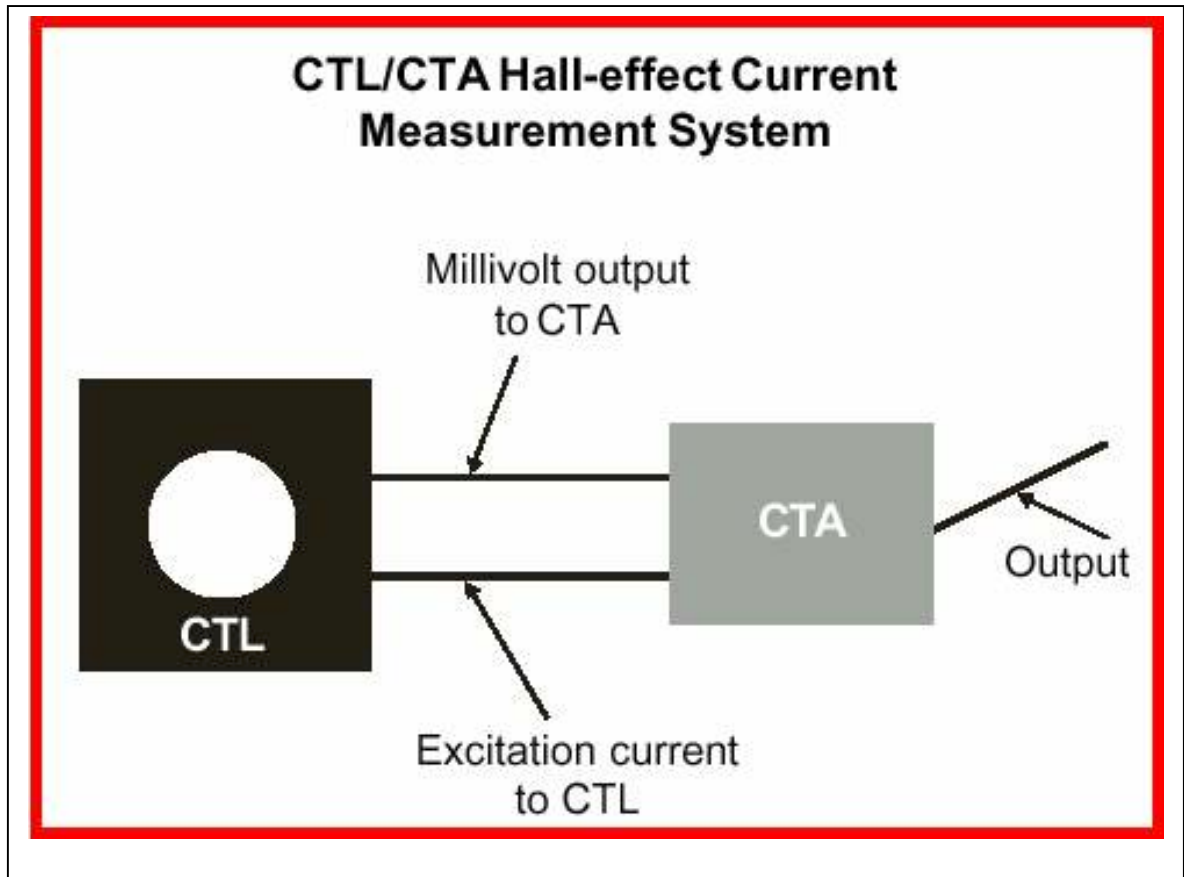 CTL/CTA Hall-effect Current
Measurement System
Millivolt output
to CTA
CTL
CTA
Output
Excitation current
to CTL